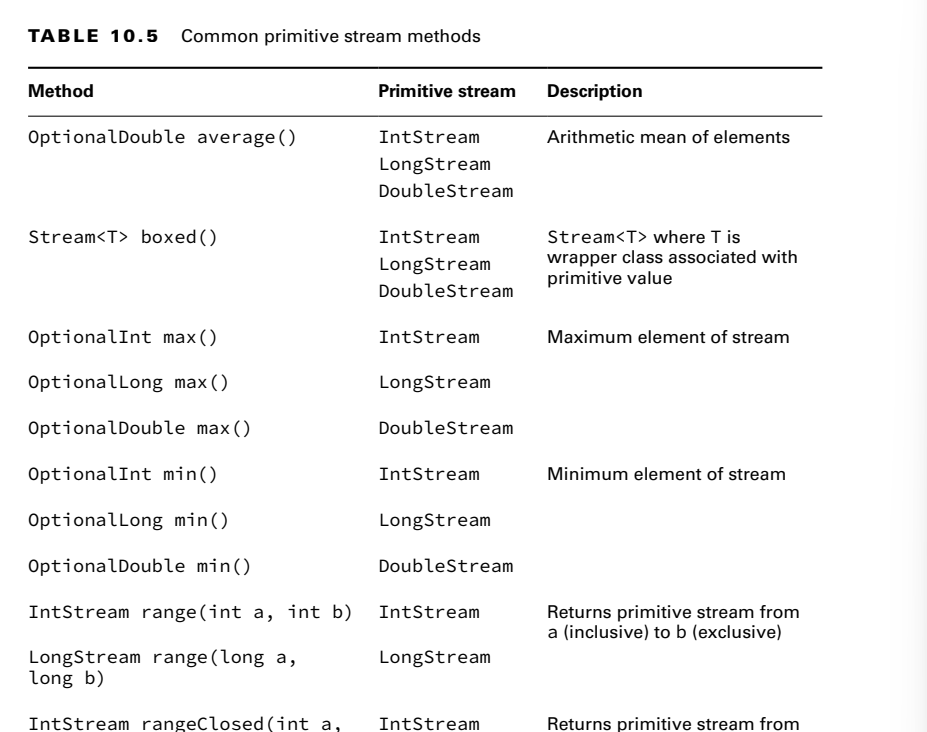 TABLE 10.5 Common primitive stream methods
Method Primitive stream Description
OptionalDouble average() IntStream Arithmetic mean of elements
LongStream
DoubleStream
Stream<T> boxed() IntStream Stream<T> where T is
LongStream wrapper class associated with
DoubleStream primitive value
OptionalInt max() IntStream Maximum element of stream
OptionalLong max() LongStream
OptionalDouble max() DoubleStream
OptionalInt min() IntStream Minimum element of stream
OptionalLong min() LongStream
OptionalDouble min() DoubleStream
IntStream range(int a, int b) IntStream Returns primitive stream from
a (inclusive) to b (exclusive)
LongStream range(long a, LongStream
long b)
IntStream rangeClosed(int a, IntStream Returns primitive stream from